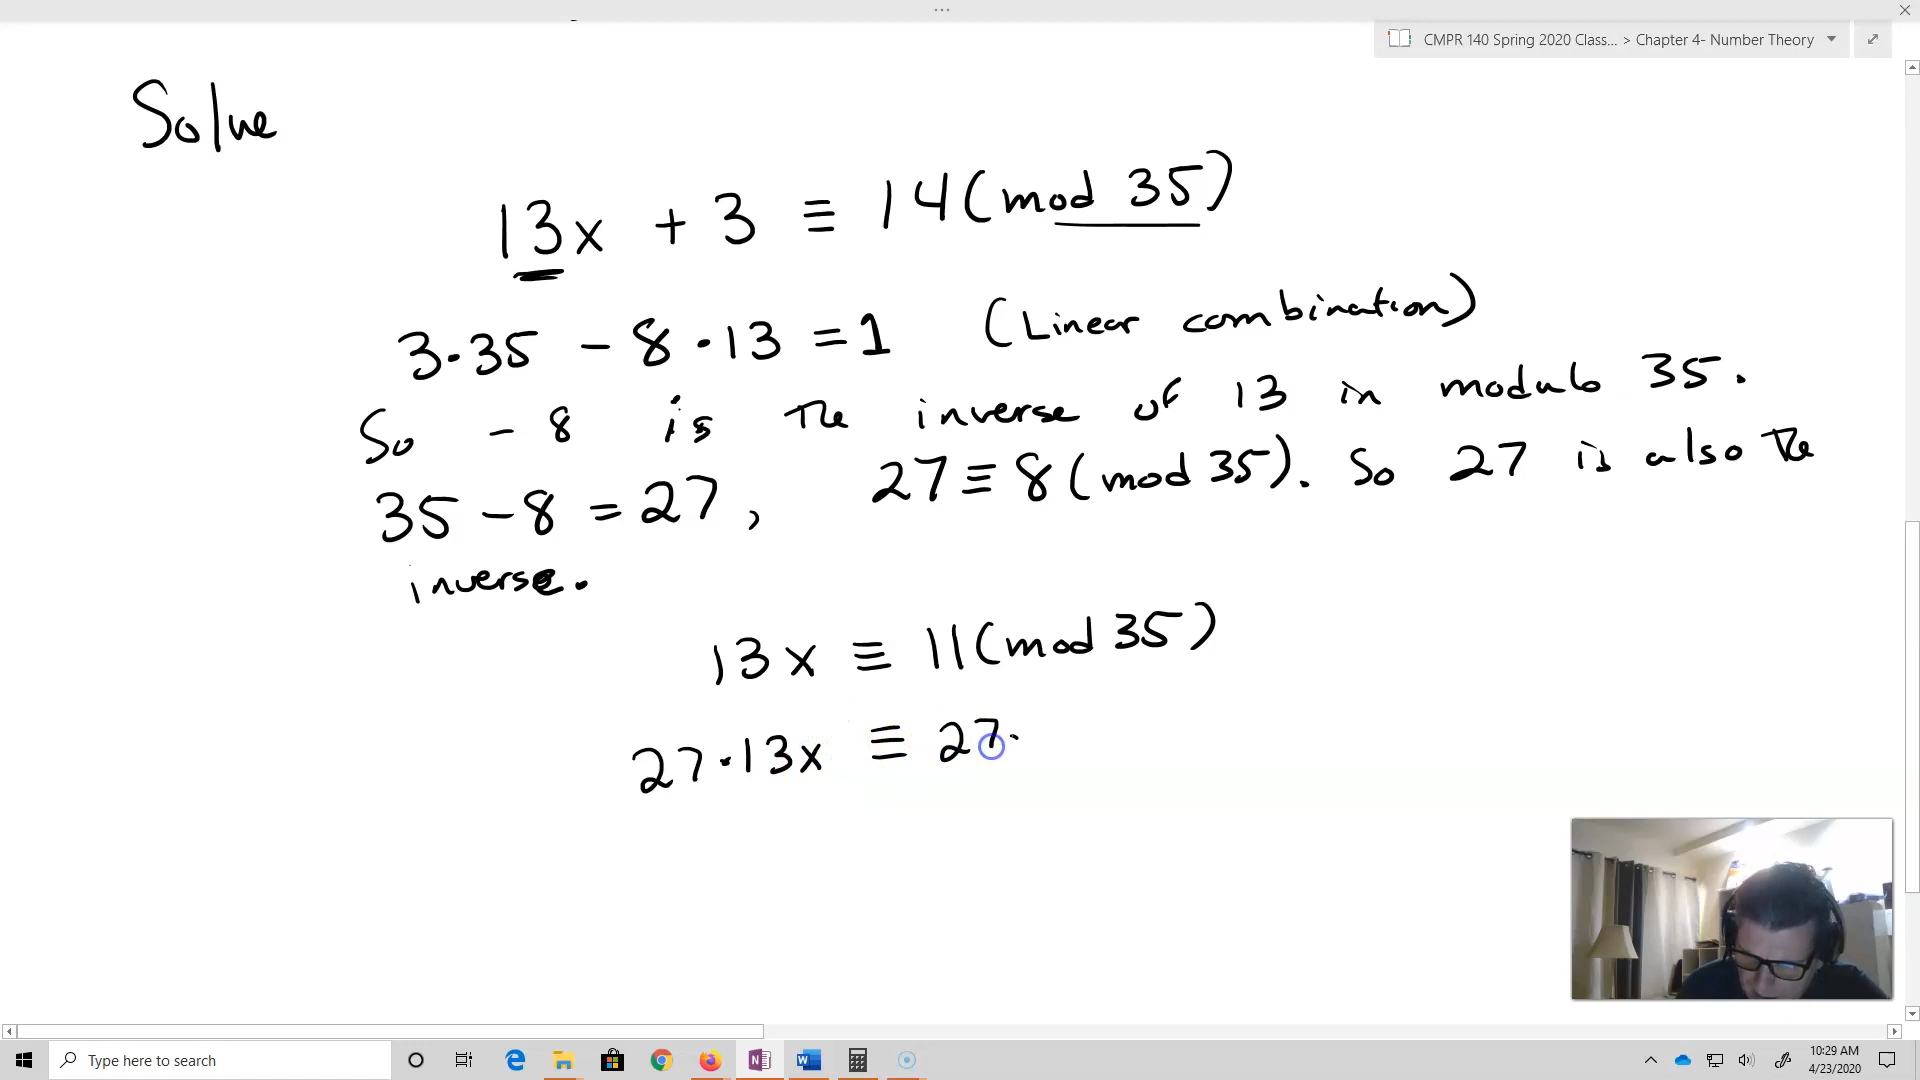 CMPR 140 Spring 2020 Class... > Chapter 4- Number Theory
Solve
13x + 3 ≡ 14 (mod 35)
3·35 - 8·13 = 1 (Linear combination)
So - 8 is the inverse of 13 in modulo 35.
35 - 8 = 27, 27 ≡ 8 (mod 35). So 27 is also the
inverse.
13x ≡ 11 (mod 35)
27·13x ≡ 27·
Type here to search
10:29 AM
4/23/2020